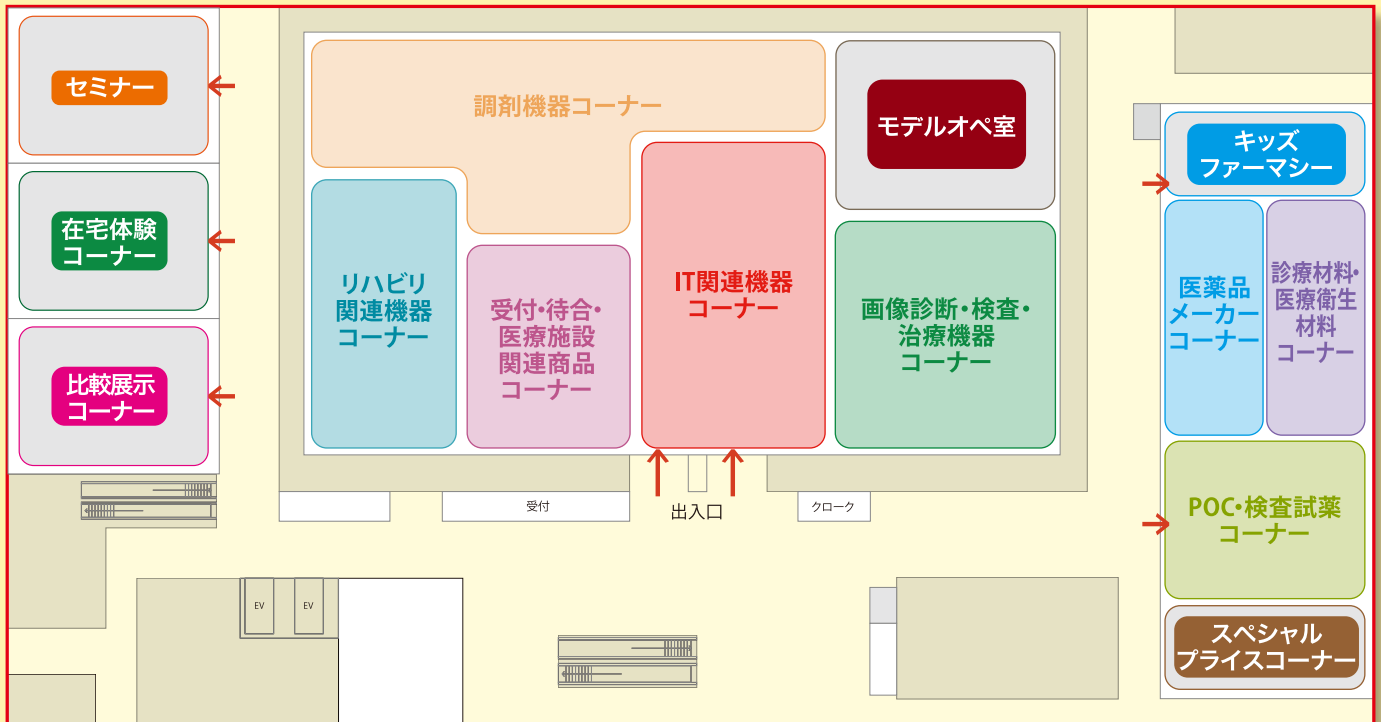 セミナー
在宅体験
コーナー
比較展示
コーナー
調剤機器コーナー
モデルオペ室
リハビリ
関連機器
コーナー
受付・待合・
医療施設
関連商品
コーナー
IT関連機器
コーナー
画像診断・検査・
治療機器
コーナー
キッズ
ファーマシー
医薬品
メーカー
コーナー
診療材料・
医療衛生
材料
コーナー
POC・検査試薬
コーナー
スペシャル
プライスコーナー
受付
出入口
クローク
EV
EV